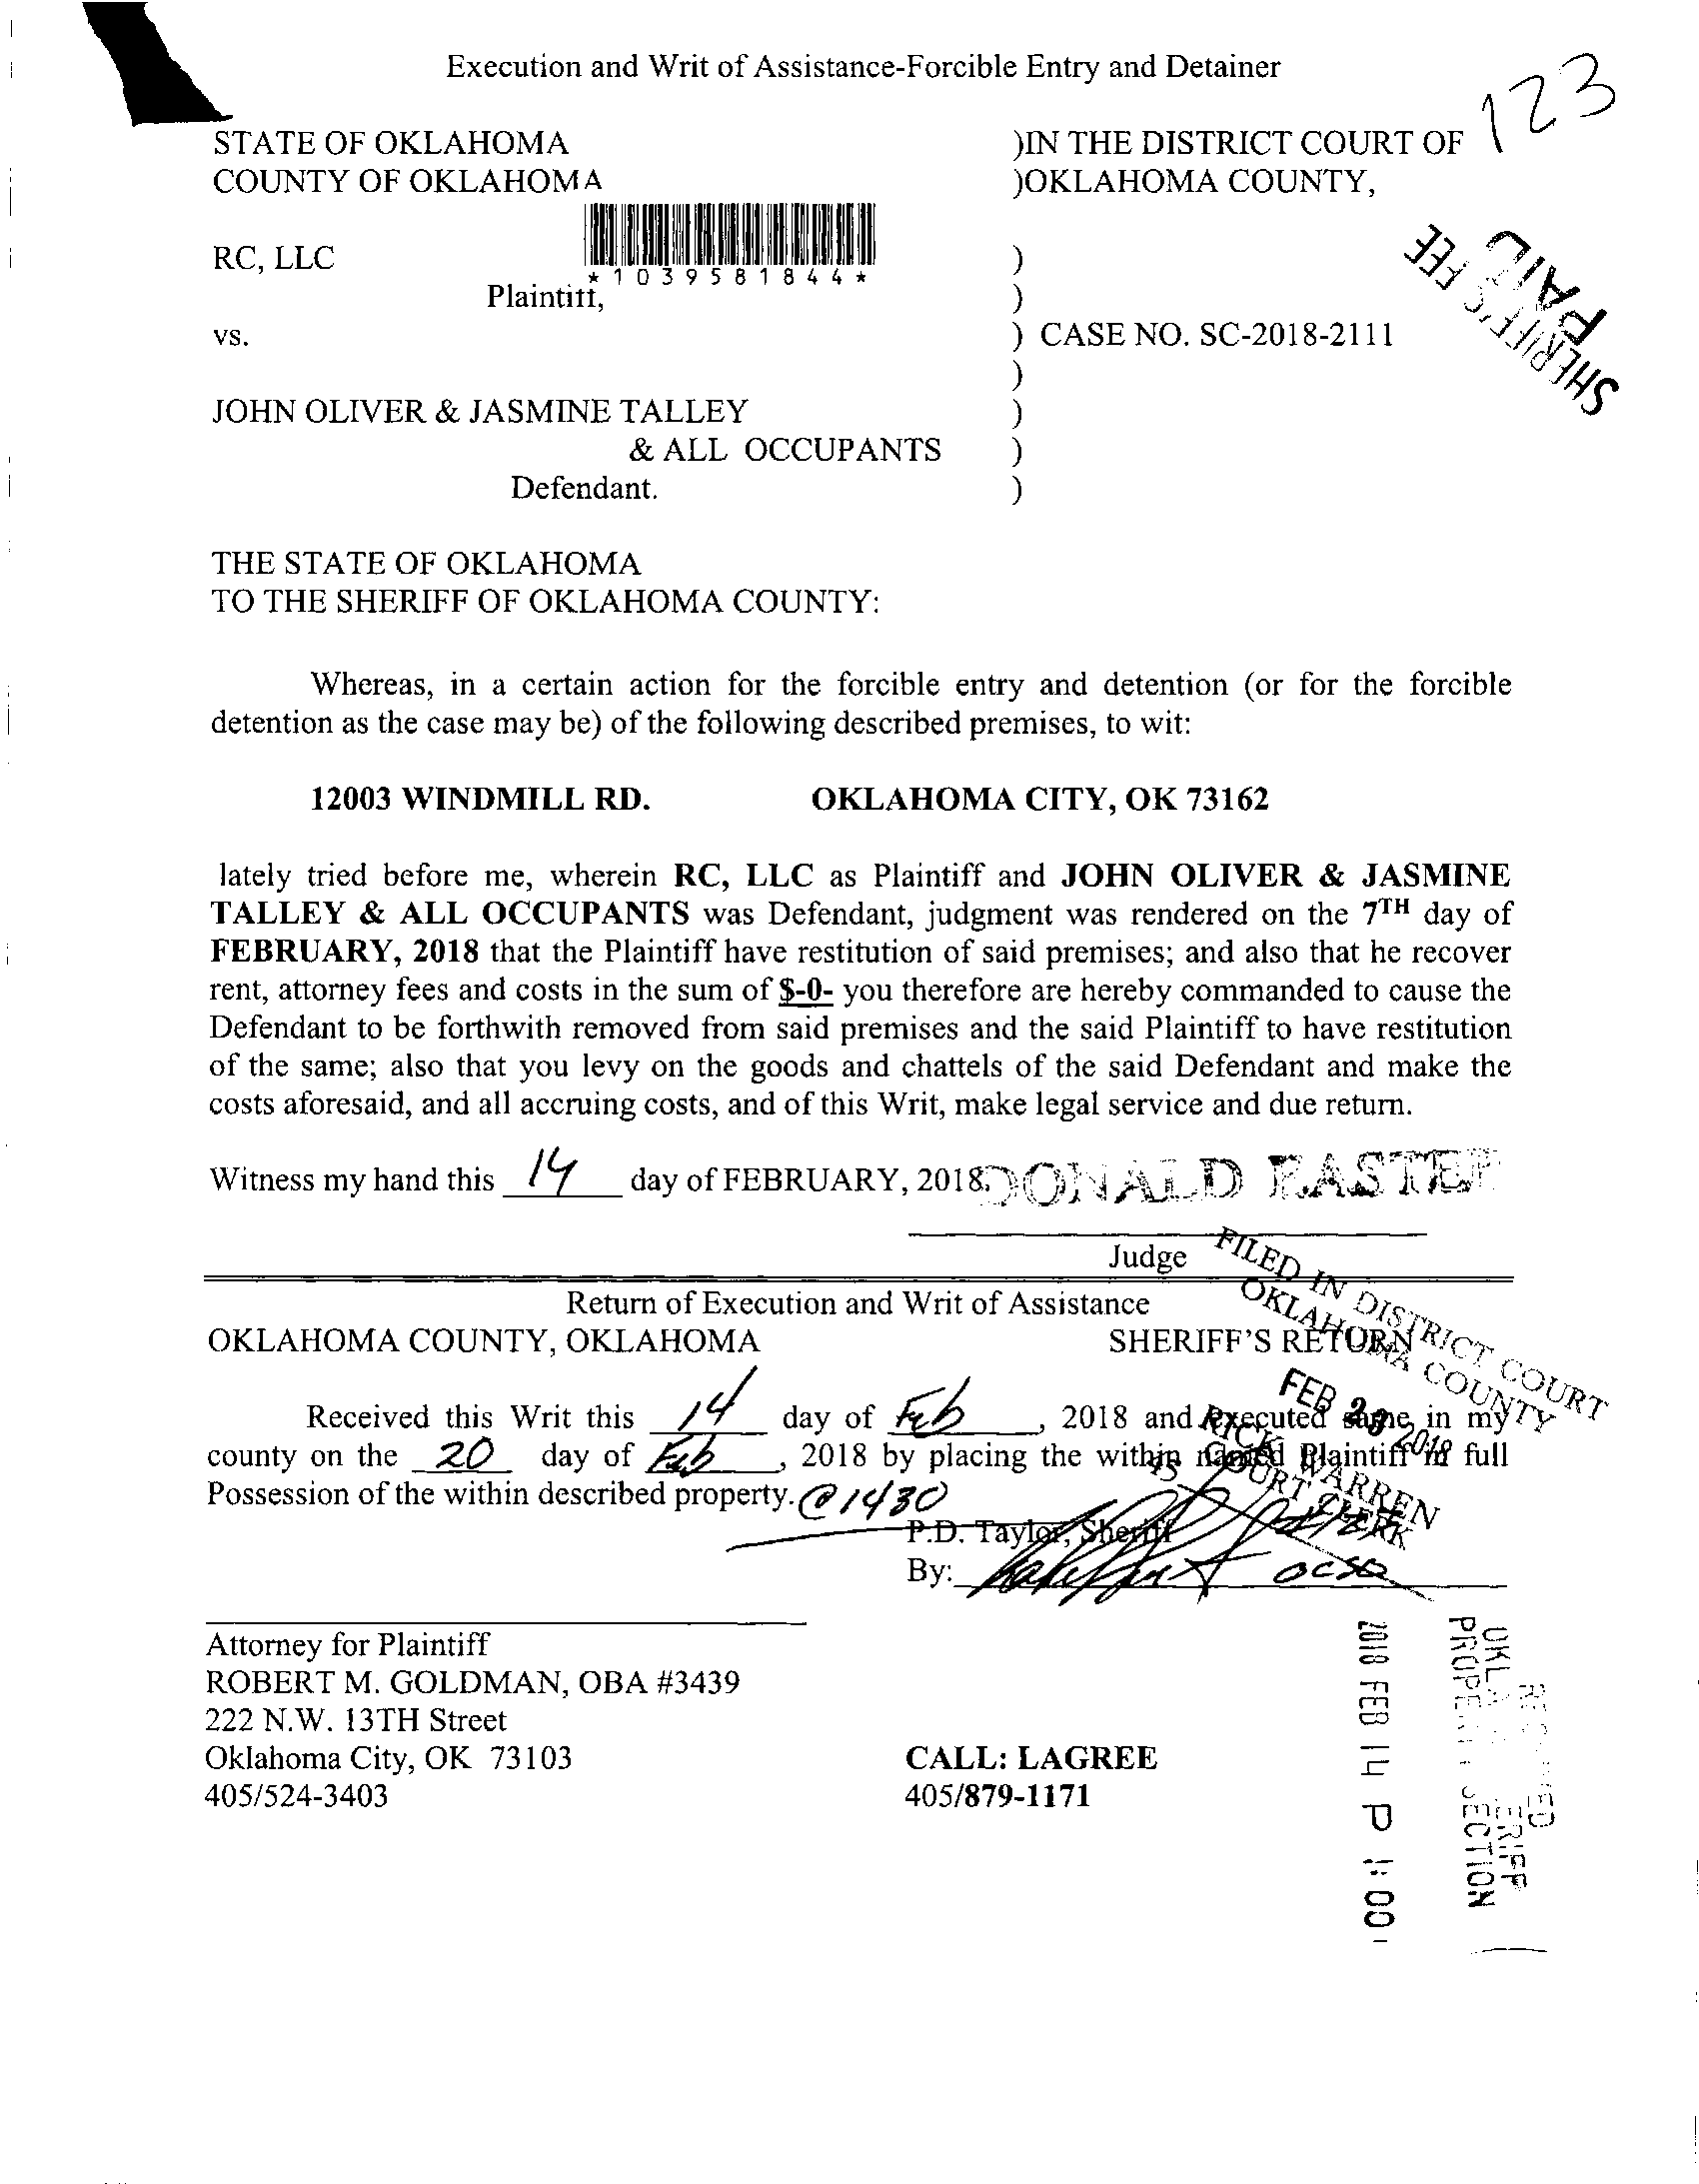 Execution and Writ of Assistance-Forcible Entry and Detainer
123
STATE OF OKLAHOMA )IN THE DISTRICT COURT OF
COUNTY OF OKLAHOMA )OKLAHOMA COUNTY,
SHERIFF'S FEE
PAID
RC, LLC )
*1039581844*
Plaintiff, )
vs. ) CASE NO. SC-2018-2111
)
JOHN OLIVER & JASMINE TALLEY )
& ALL OCCUPANTS )
Defendant. )
THE STATE OF OKLAHOMA
TO THE SHERIFF OF OKLAHOMA COUNTY:
Whereas, in a certain action for the forcible entry and detention (or for the forcible
detention as the case may be) of the following described premises, to wit:
12003 WINDMILL RD. OKLAHOMA CITY, OK 73162
lately tried before me, wherein RC, LLC as Plaintiff and JOHN OLIVER & JASMINE
TALLEY & ALL OCCUPANTS was Defendant, judgment was rendered on the 7TH day of
FEBRUARY, 2018 that the Plaintiff have restitution of said premises; and also that he recover
rent, attorney fees and costs in the sum of $-0- you therefore are hereby commanded to cause the
Defendant to be forthwith removed from said premises and the said Plaintiff to have restitution
of the same; also that you levy on the goods and chattels of the said Defendant and make the
costs aforesaid, and all accruing costs, and of this Writ, make legal service and due return.
Witness my hand this 14 day of FEBRUARY, 2018. DONALD EASTER
Judge
FILED IN DISTRICT COURT
OKLAHOMA COUNTY
Return of Execution and Writ of Assistance
OKLAHOMA COUNTY, OKLAHOMA SHERIFF'S RETURN
FEB 2 2018
RICK WARREN
COURT CLERK
45
Received this Writ this 14 day of Feb, 2018 and executed same in my
county on the 20 day of Feb, 2018 by placing the within named Plaintiff in full
Possession of the within described property. @ 1430
P.D. Taylor, Sheriff
By: OCSO
Attorney for Plaintiff
ROBERT M. GOLDMAN, OBA #3439
222 N.W. 13TH Street
Oklahoma City, OK 73103 CALL: LAGREE
405/524-3403 405/879-1171
2018 FEB 14 P 1:00
RECEIVED
SHERIFF
PROPERTY SECTION